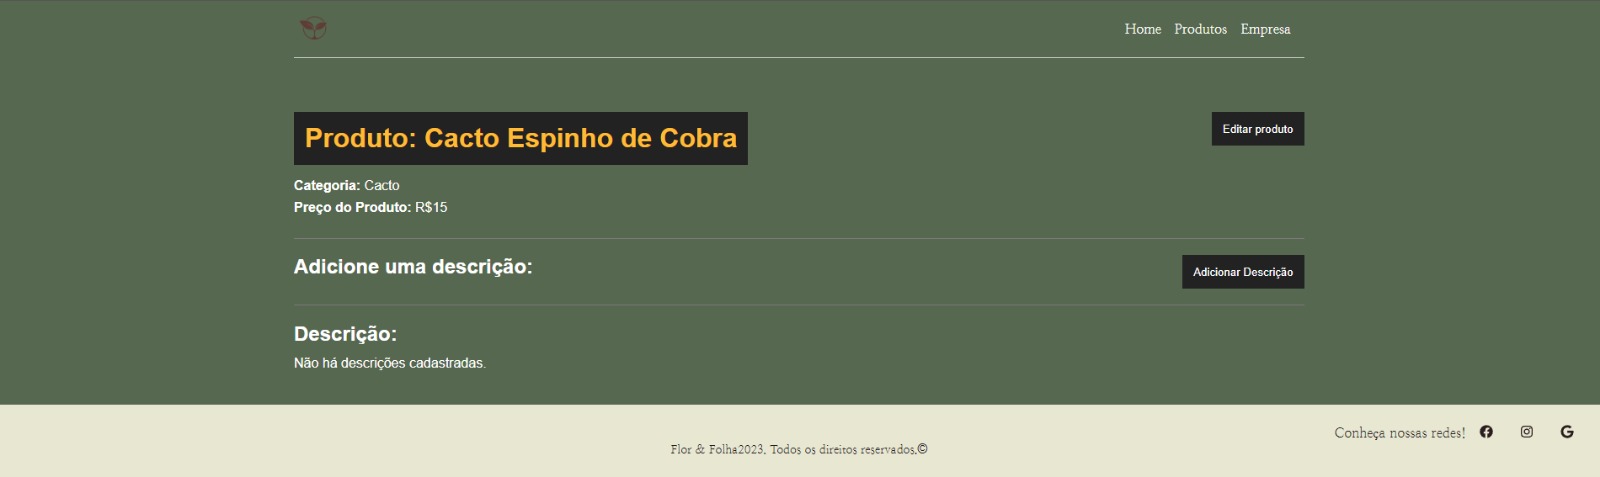 Home Produtos Empresa
Produto: Cacto Espinho de Cobra
Editar produto
Categoria: Cacto
Preço do Produto: R$15
Adicione uma descrição:
Adicionar Descrição
Descrição:
Não há descrições cadastradas.
Conheça nossas redes!
Flor & Folha2023. Todos os direitos reservados.©